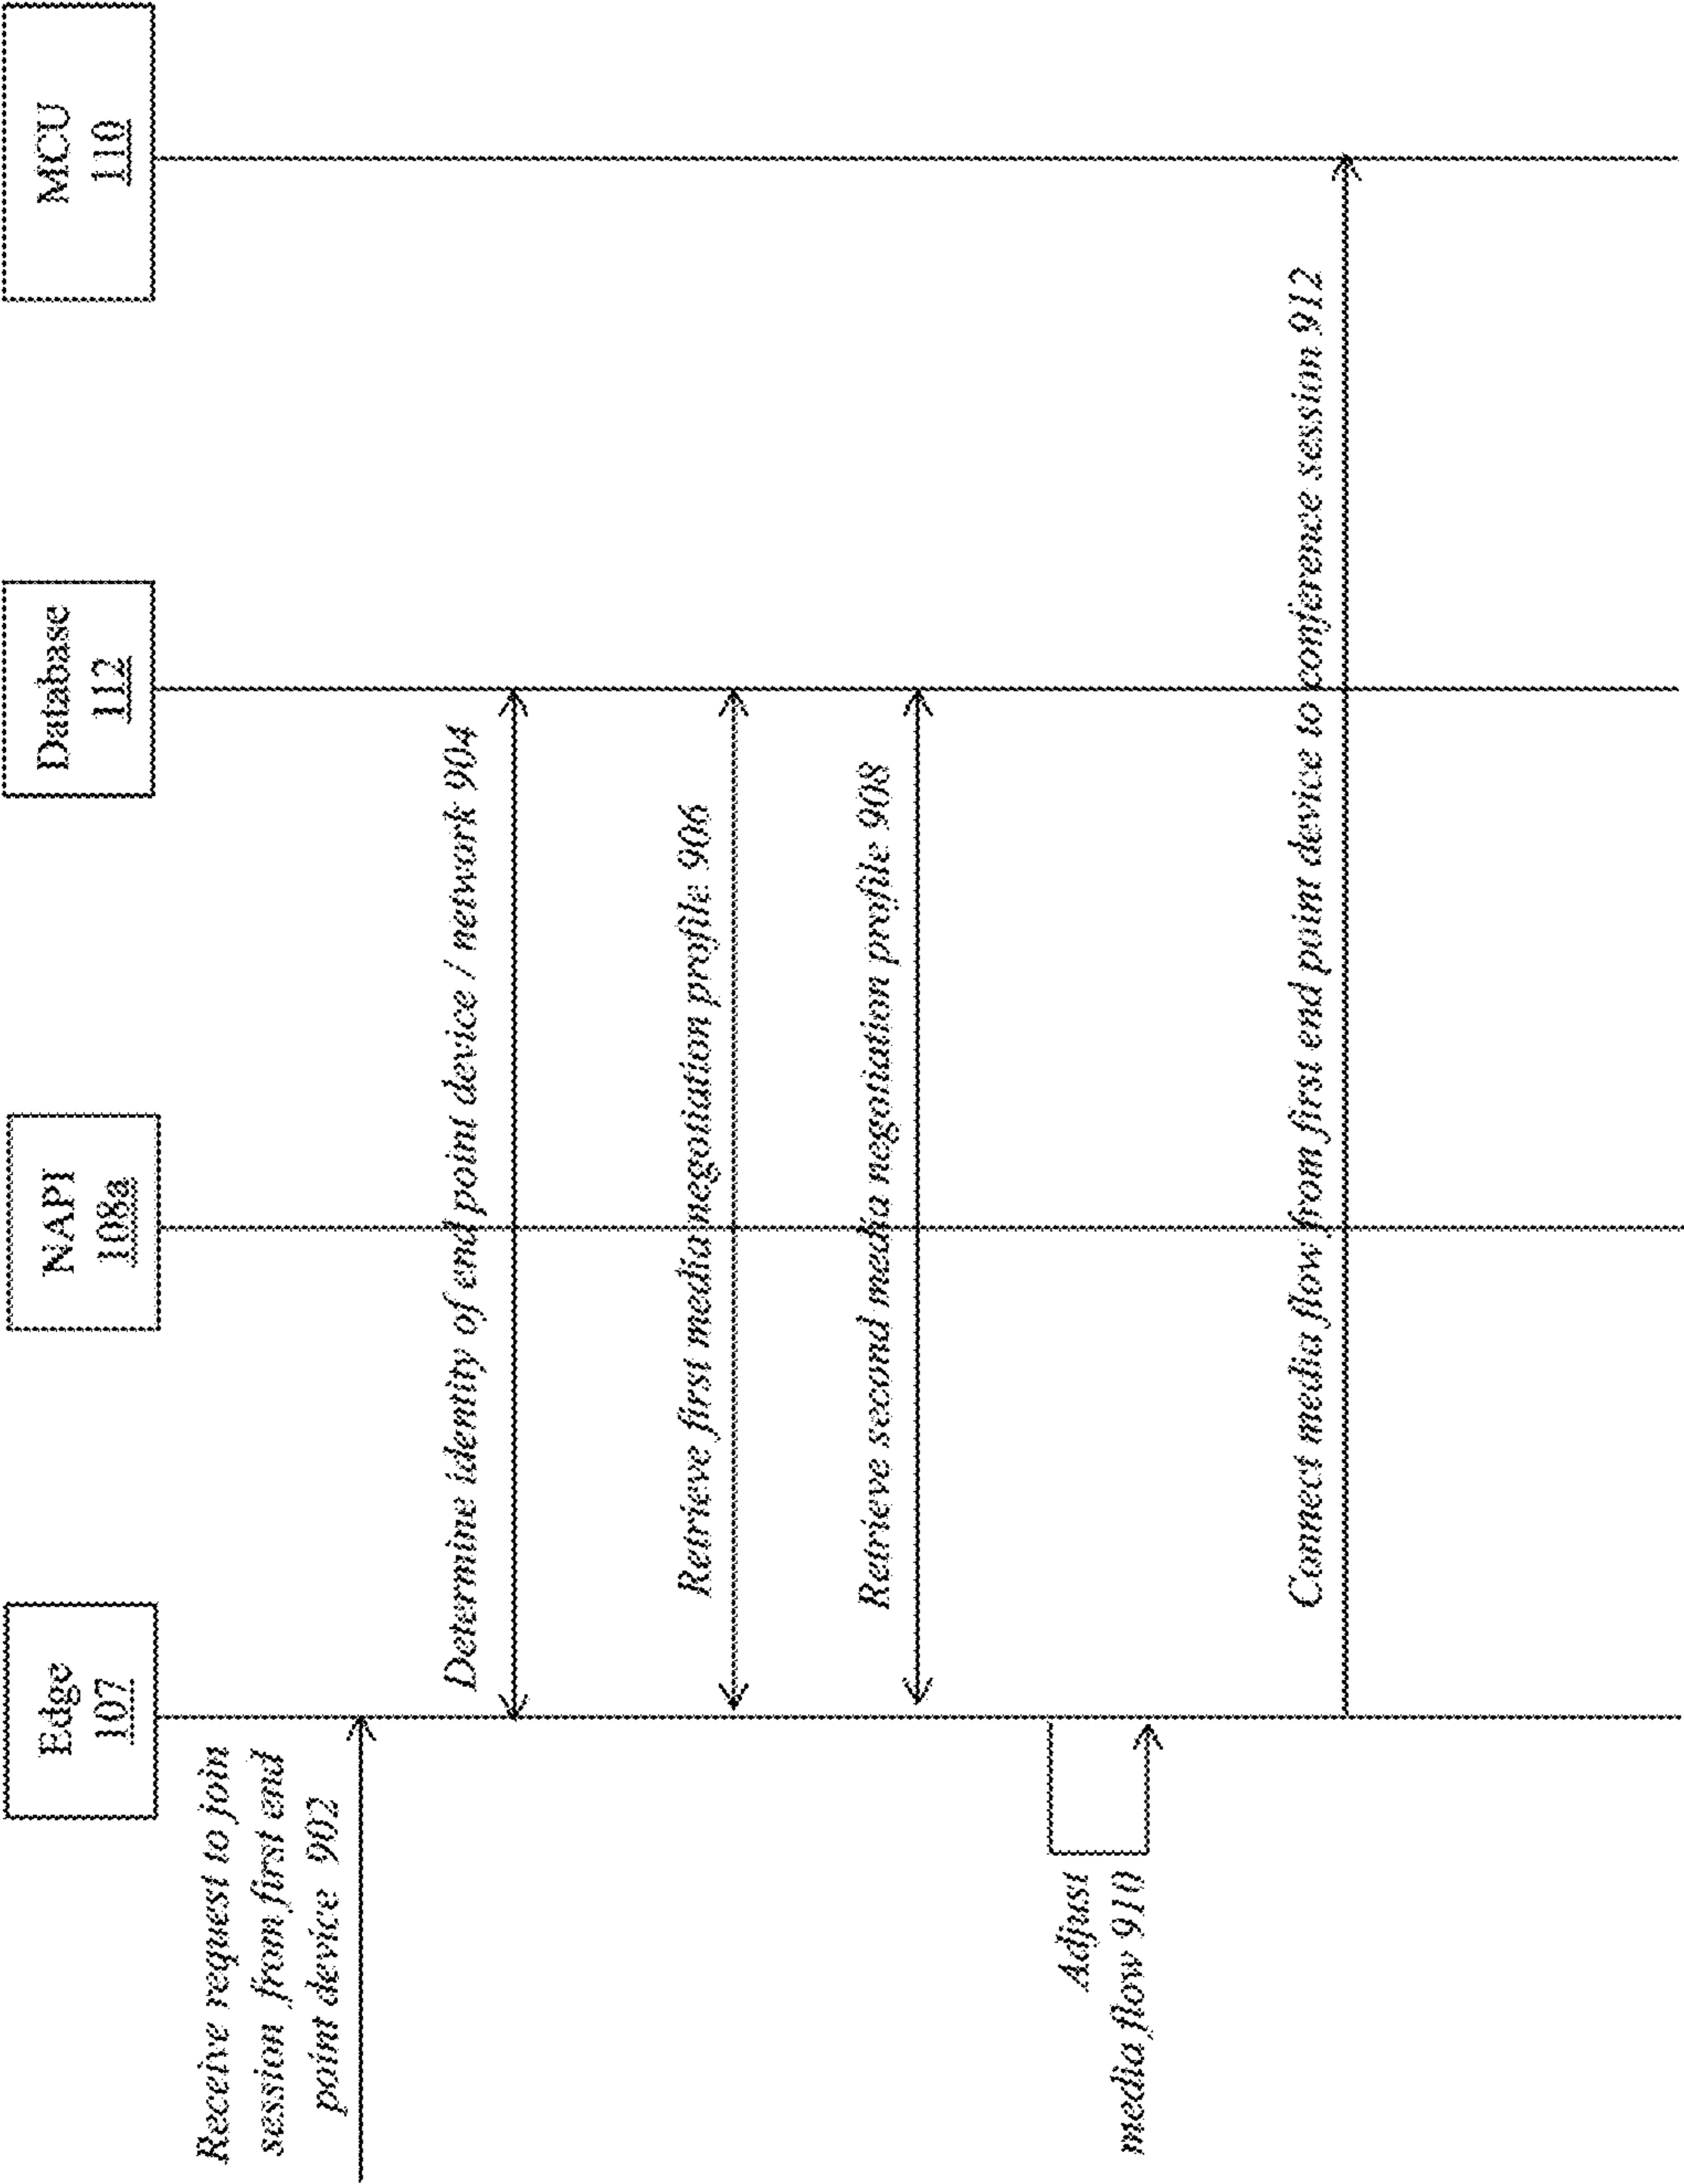 Edge
107
NAPI
108a
Database
112
MCU
110
Receive request to join
session from first end
point device 902
Determine identity of end point device / network 904
Retrieve first media negotiation profile 906
Retrieve second media negotiation profile 908
Adjust
media flow 910
Connect media flow from first end point device to conference session 912